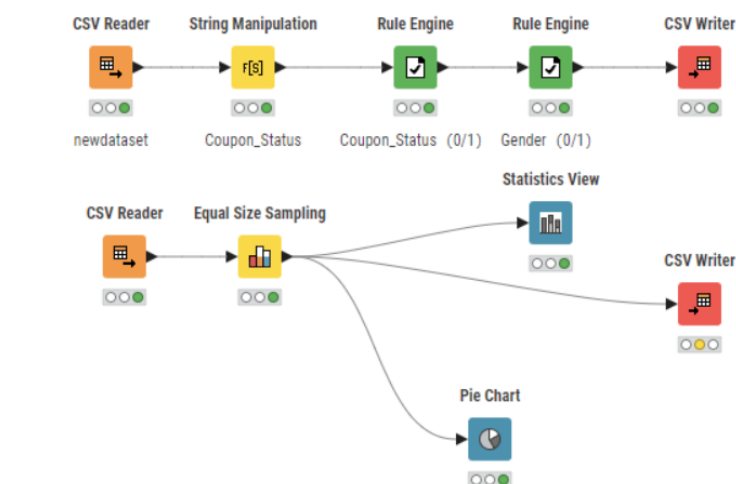 CSV Reader
String Manipulation
Rule Engine
Rule Engine
CSV Writer
r[s]
newdataset
Coupon_Status
Coupon_Status (0/1)
Gender (0/1)
Statistics View
CSV Reader
Equal Size Sampling
CSV Writer
Pie Chart